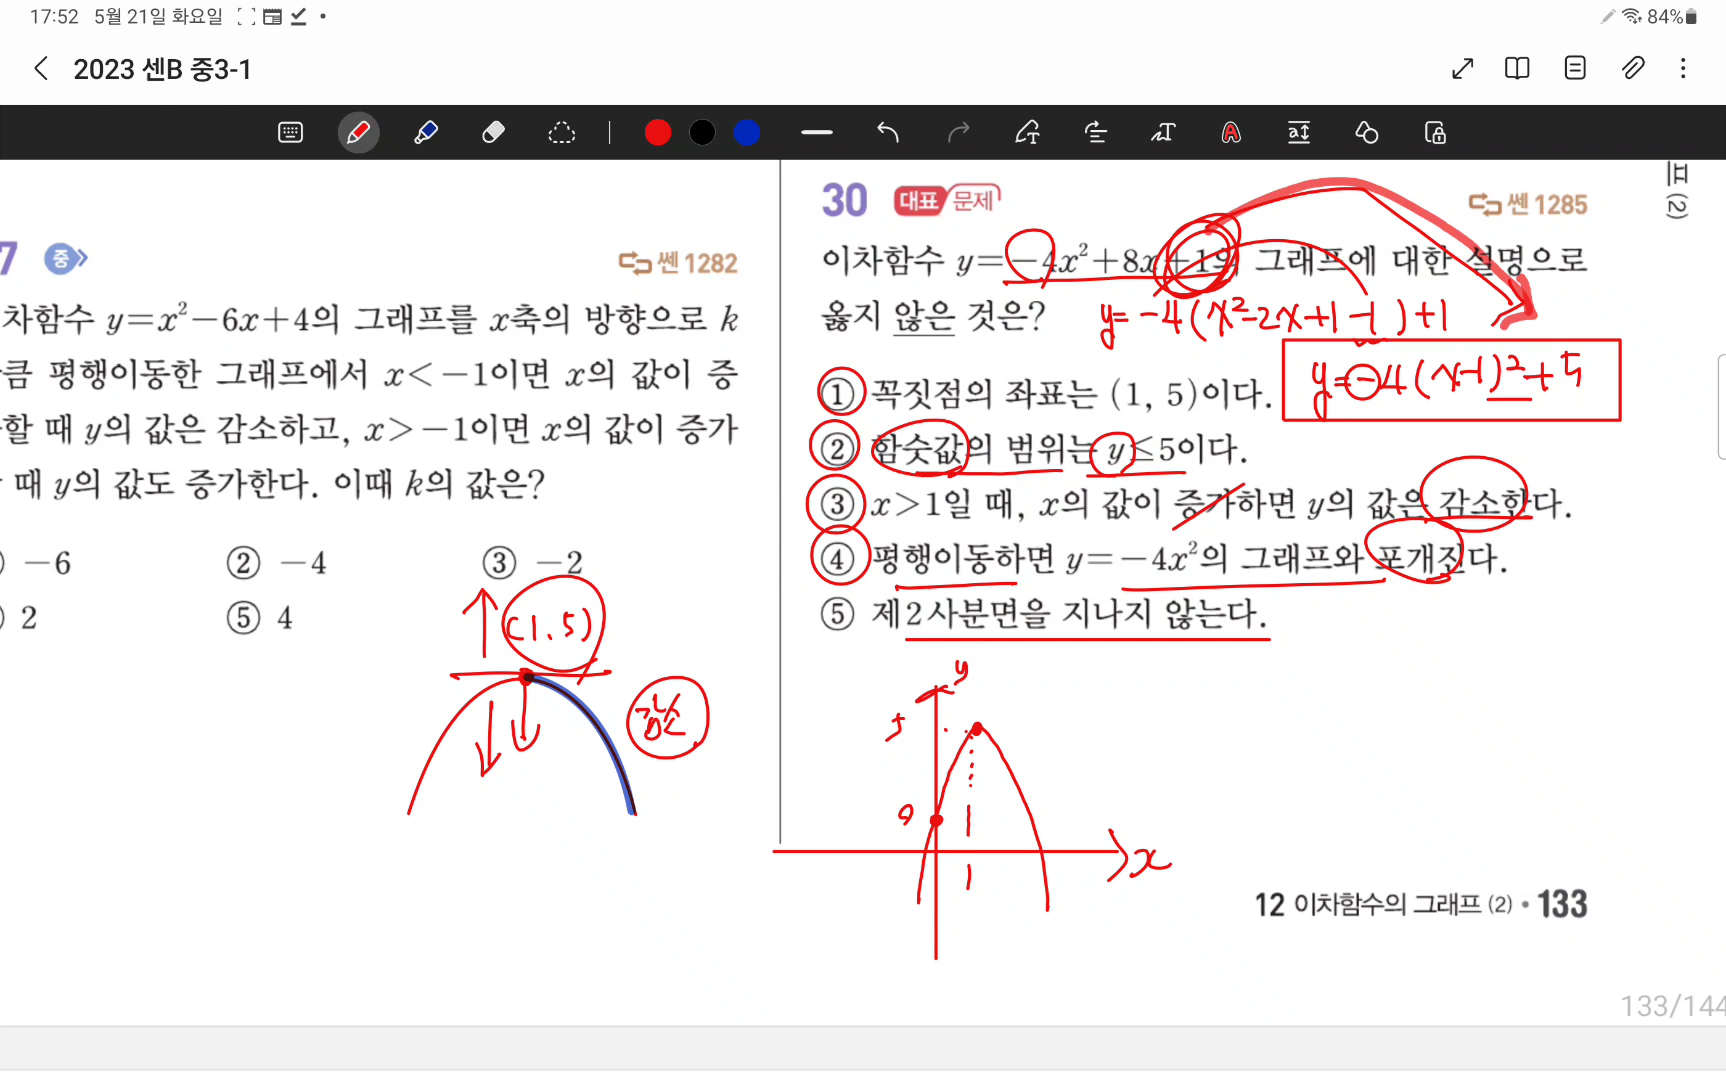 17:52 5월 21일 화요일
84%
2023 센B 중3-1
7 중
쎈 1282
차함수 y=x²-6x+4의 그래프를 x축의 방향으로 k
큼 평행이동한 그래프에서 x<-1이면 x의 값이 증
할 때 y의 값은 감소하고, x>-1이면 x의 값이 증가
때 y의 값도 증가한다. 이때 k의 값은?
-6 ② -4 ③ -2
2 ⑤ 4
(1, 5)
감소
30 대표 문제
쎈 1285
이차함수 y=-4x²+8x+1의 그래프에 대한 설명으로
옳지 않은 것은?
y=-4(x²-2x+1-1)+1
y=-4(x-1)²+5
① 꼭짓점의 좌표는 (1, 5)이다.
② 함숫값의 범위는 y≤5이다.
③ x>1일 때, x의 값이 증가하면 y의 값은 감소한다.
④ 평행이동하면 y=-4x²의 그래프와 포개진다.
⑤ 제2사분면을 지나지 않는다.
y
5
1
x
12 이차함수의 그래프 (2) • 133
표 (2)
133/144